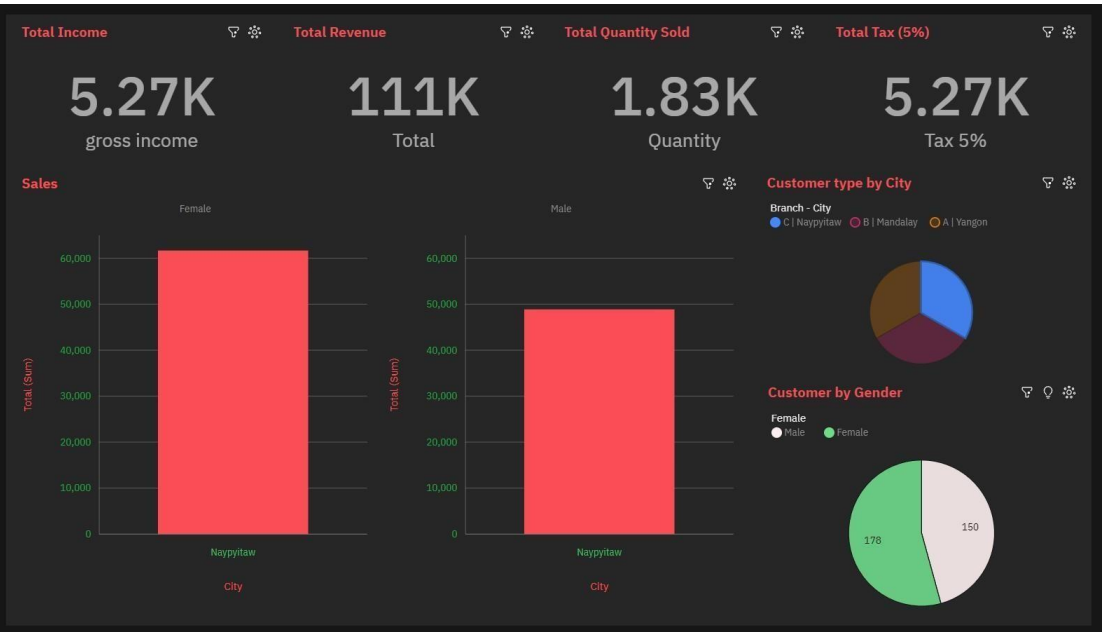 Total Income
Total Revenue
Total Quantity Sold
Total Tax (5%)
5.27K
gross income
111K
Total
1.83K
Quantity
5.27K
Tax 5%
Sales
Female
Male
Total (Sum)
60,000
50,000
40,000
30,000
20,000
10,000
0
Naypyitaw
City
Total (Sum)
60,000
50,000
40,000
30,000
20,000
10,000
0
Naypyitaw
City
Customer type by City
Branch - City
C | Naypyitaw B | Mandalay A | Yangon
Customer by Gender
Female
Male Female
178
150